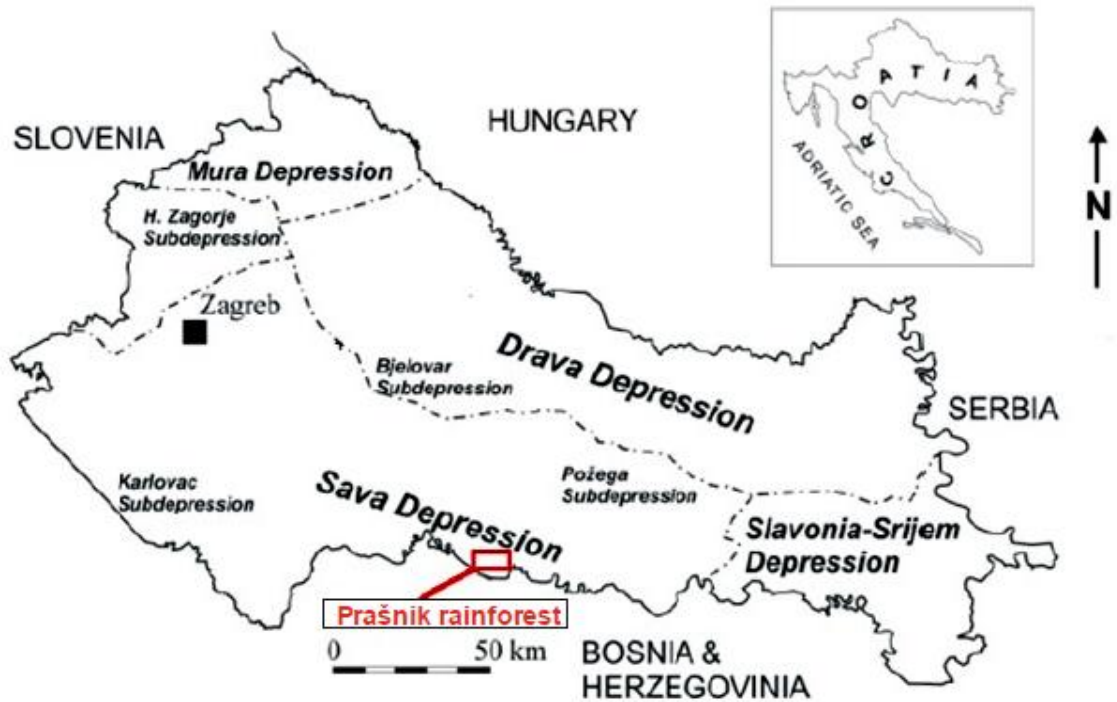 SLOVENIA
HUNGARY
Mura Depression
H. Zagorje
Subdepression
Zagreb
CROATIA
ADRIATIC SEA
N
Bjelovar
Subdepression
Drava Depression
SERBIA
Karlovac
Subdepression
Sava Depression
Požega
Subdepression
Slavonia-Srijem
Depression
Prašnik rainforest
0 50 km
BOSNIA &
HERZEGOVINIA